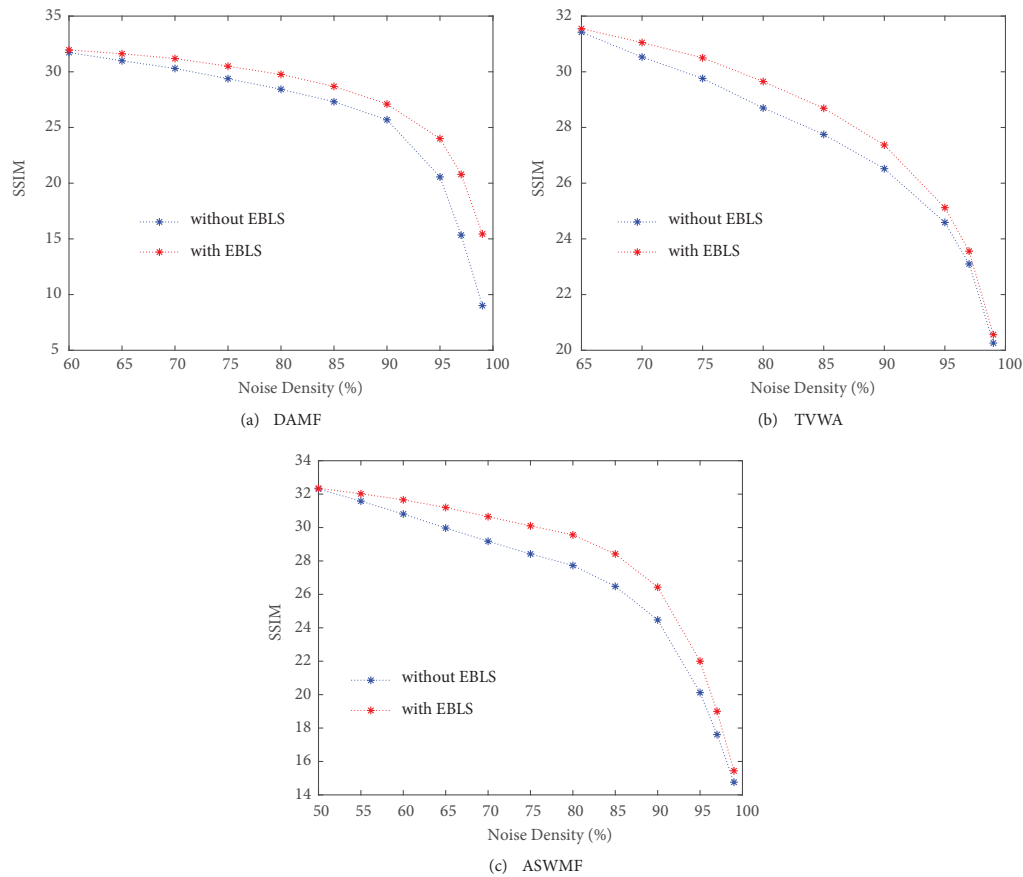 35
30
25
20
15
10
5
SSIM
without EBLS
with EBLS
60 65 70 75 80 85 90 95 100
Noise Density (%)
(a) DAMF
32
30
28
26
24
22
20
SSIM
without EBLS
with EBLS
65 70 75 80 85 90 95 100
Noise Density (%)
(b) TVWA
34
32
30
28
26
24
22
20
18
16
14
SSIM
without EBLS
with EBLS
50 55 60 65 70 75 80 85 90 95 100
Noise Density (%)
(c) ASWMF